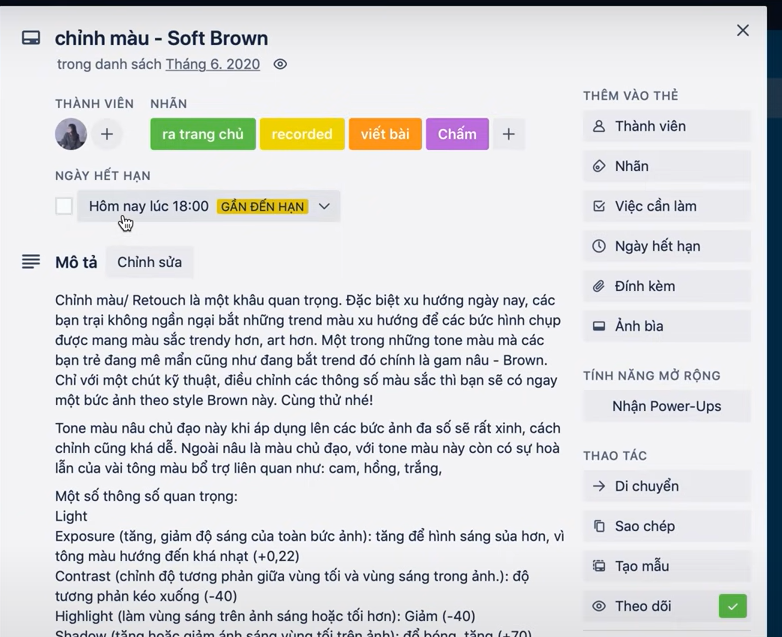 chỉnh màu - Soft Brown
trong danh sách Tháng 6. 2020
THÀNH VIÊN
NHÃN
ra trang chủ
recorded
viết bài
Chấm
NGÀY HẾT HẠN
Hôm nay lúc 18:00 GẦN ĐẾN HẠN
Mô tả
Chỉnh sửa
Chỉnh màu/ Retouch là một khâu quan trọng. Đặc biệt xu hướng ngày nay, các
bạn trại không ngần ngại bắt những trend màu xu hướng để các bức hình chụp
được mang màu sắc trendy hơn, art hơn. Một trong những tone màu mà các
bạn trẻ đang mê mẩn cũng như đang bắt trend đó chính là gam nâu - Brown.
Chỉ với một chút kỹ thuật, điều chỉnh các thông số màu sắc thì bạn sẽ có ngay
một bức ảnh theo style Brown này. Cùng thử nhé!
Tone màu nâu chủ đạo này khi áp dụng lên các bức ảnh đa số sẽ rất xinh, cách
chỉnh cũng khá dễ. Ngoài nâu là màu chủ đạo, với tone màu này còn có sự hoà
lẫn của vài tông màu bổ trợ liên quan như: cam, hồng, trắng,
Một số thông số quan trọng:
Light
Exposure (tăng, giảm độ sáng của toàn bức ảnh): tăng để hình sáng sủa hơn, vì
tông màu hướng đến khá nhạt (+0,22)
Contrast (chỉnh độ tương phản giữa vùng tối và vùng sáng trong ảnh.): độ
tương phản kéo xuống (-40)
Highlight (làm vùng sáng trên ảnh sáng hoặc tối hơn): Giảm (-40)
Shadow (tăng hoặc giảm ánh sáng vùng tối trên ảnh): đổ bóng, tăng (+70)
THÊM VÀO THẺ
Thành viên
Nhãn
Việc cần làm
Ngày hết hạn
Đính kèm
Ảnh bìa
TÍNH NĂNG MỞ RỘNG
Nhận Power-Ups
THAO TÁC
Di chuyển
Sao chép
Tạo mẫu
Theo dõi